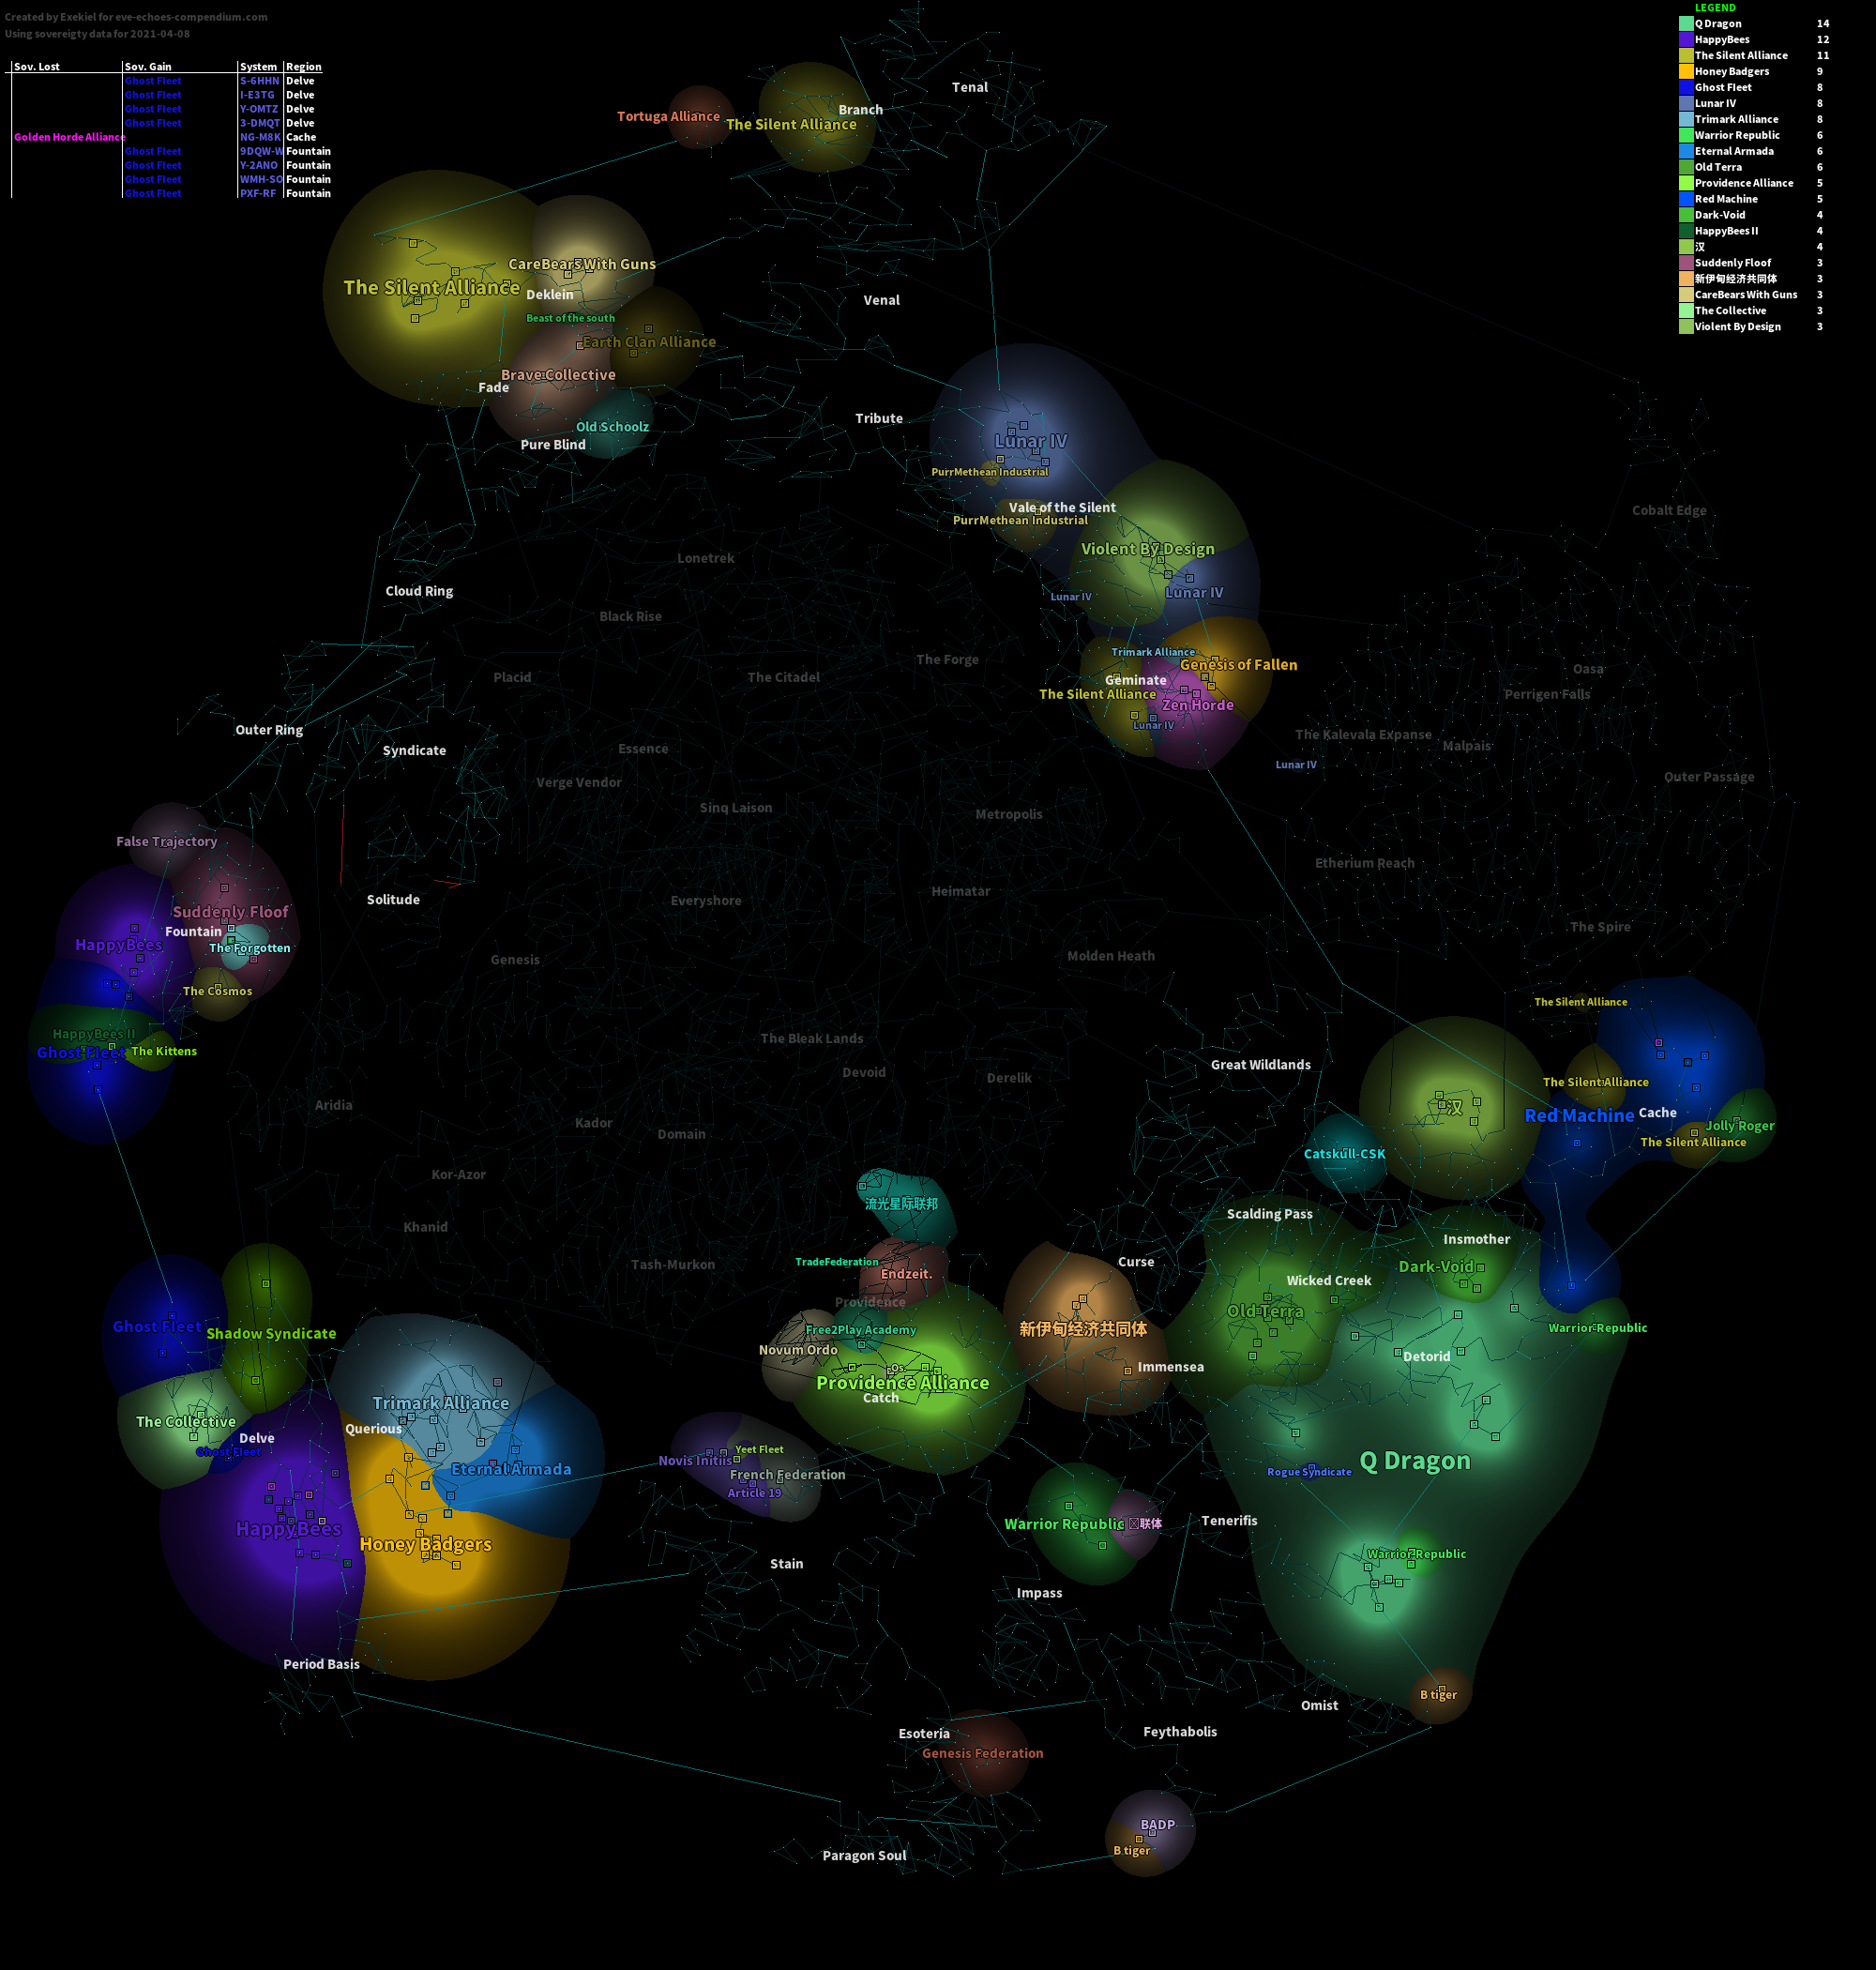 Created by Exekiel for eve-echoes-compendium.com
Using sovereigty data for 2021-04-08
Sov. Lost Sov. Gain System Region
Ghost Fleet S-6HHN Delve
Ghost Fleet I-E3TG Delve
Ghost Fleet Y-OMTZ Delve
Ghost Fleet 3-DMQT Delve
Golden Horde Alliance NG-M8K Cache
Ghost Fleet 9DQW-W Fountain
Ghost Fleet Y-2ANO Fountain
Ghost Fleet WMH-SO Fountain
Ghost Fleet PXF-RF Fountain
LEGEND
Q Dragon 14
HappyBees 12
The Silent Alliance 11
Honey Badgers 9
Ghost Fleet 8
Lunar IV 8
Trimark Alliance 8
Warrior Republic 6
Eternal Armada 6
Old Terra 6
Providence Alliance 5
Red Machine 5
Dark-Void 4
HappyBees II 4
汉 4
Suddenly Floof 3
新伊甸经济共同体 3
CareBears With Guns 3
The Collective 3
Violent By Design 3
Tenal
Branch
Tortuga Alliance
The Silent Alliance
CareBears With Guns
The Silent Alliance
Deklein
Venal
Beast of the south
Earth Clan Alliance
Brave Collective
Fade
Tribute
Old Schoolz
Pure Blind
Lunar IV
PurrMethean Industrial
Vale of the Silent
PurrMethean Industrial
Cobalt Edge
Violent By Design
Lonetrek
Cloud Ring
Lunar IV
Lunar IV
Black Rise
Trimark Alliance
The Forge
Genesis of Fallen
Oasa
Placid
The Citadel
Geminate
The Silent Alliance
Perrigen Falls
Zen Horde
Lunar IV
Outer Ring
The Kalevala Expanse
Malpais
Syndicate
Essence
Lunar IV
Outer Passage
Verge Vendor
Sinq Laison
Metropolis
False Trajectory
Etherium Reach
Heimatar
Solitude
Everyshore
Suddenly Floof
The Spire
Fountain
HappyBees
The Forgotten
Molden Heath
Genesis
The Cosmos
The Silent Alliance
HappyBees II
The Bleak Lands
Ghost Fleet
The Kittens
Great Wildlands
Devoid
Derelik
The Silent Alliance
Aridia
汉
Red Machine
Cache
Kador
Jolly Roger
Domain
The Silent Alliance
Catskull-CSK
Kor-Azor
流光星际联邦
Scalding Pass
Khanid
Insmother
TradeFederation
Curse
Tash-Murkon
Dark-Void
Endzeit.
Wicked Creek
Providence
Old Terra
Ghost Fleet
Free2Play Academy
新伊甸经济共同体
Warrior-Republic
Shadow Syndicate
Novum Ordo
Detorid
Os
Immensea
Providence Alliance
Catch
Trimark Alliance
The Collective
Querious
Delve
Ghost Fleet
Yeet Fleet
Novis Initiis
Q Dragon
Eternal Armada
French Federation
Rogue Syndicate
Article 19
Tenerifis
Warrior Republic
联体
HappyBees
Honey Badgers
Warrior-Republic
Stain
Impass
Period Basis
B tiger
Omist
Feythabolis
Esoteria
Genesis Federation
BADP
B tiger
Paragon Soul